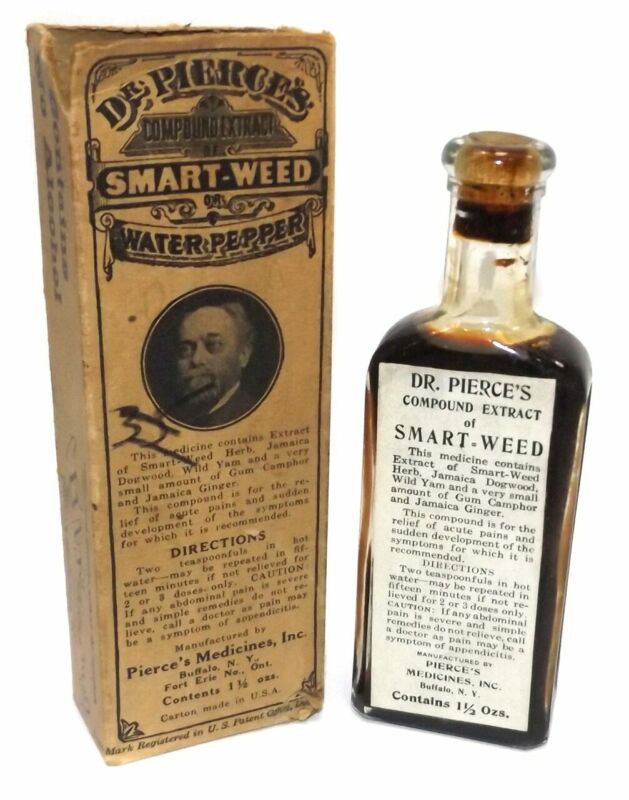 DR. PIERCE'S
COMPOUND EXTRACT
OF
SMART-WEED
OR
WATER PEPPER
This medicine contains Extract
of Smart-Weed Herb, Jamaica
Dogwood, Wild Yam and a very
small amount of Gum Camphor
and Jamaica Ginger.
This compound is for the re-
lief of acute pains and sudden
development of the symptoms
for which it is recommended.
DIRECTIONS
Two teaspoonfuls in hot
water—may be repeated in fif-
teen minutes if not relieved for
2 or 3 doses only. CAUTION:
If any abdominal pain is severe
and simple remedies do not re-
lieve, call a doctor as pain may
be a symptom of appendicitis.
Manufactured by
Pierce's Medicines, Inc.
Buffalo, N. Y.
Fort Erie No., Ont.
Contents 1½ ozs.
Carton made in U.S.A.
Mark Registered in U. S. Patent Office,
Alcohol
DR. PIERCE'S
COMPOUND EXTRACT
of
SMART-WEED
This medicine contains
Extract of Smart-Weed
Herb, Jamaica Dogwood,
Wild Yam and a very small
amount of Gum Camphor
and Jamaica Ginger.
This compound is for the
relief of acute pains and
sudden development of the
symptoms for which it is
recommended.
DIRECTIONS
Two teaspoonfuls in hot
water—may be repeated in
fifteen minutes if not re-
lieved for 2 or 3 doses only.
CAUTION: If any abdominal
pain is severe and simple
remedies do not relieve, call
a doctor as pain may be a
symptom of appendicitis.
MANUFACTURED BY
PIERCE'S
MEDICINES, INC.
Buffalo, N. Y.
Contains 1½ Ozs.